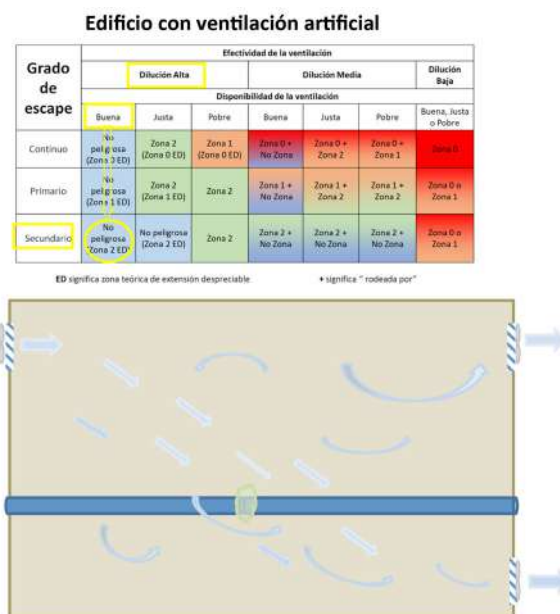 Edificio con ventilación artificial
Grado de escape
Efectividad de la ventilación
Dilución Alta
Dilución Media
Dilución Baja
Disponibilidad de la ventilación
Buena
Justa
Pobre
Buena
Justa
Pobre
Buena, Justa o Pobre
Continuo
No peligrosa (Zona 0 ED)
Zona 2 (Zona 0 ED)
Zona 1 (Zona 0 ED)
Zona 0 + No Zona
Zona 0 + Zona 2
Zona 0 + Zona 1
Zona 0
Primario
No peligrosa (Zona 1 ED)
Zona 2 (Zona 1 ED)
Zona 2
Zona 1 + No Zona
Zona 1 + Zona 2
Zona 1 + Zona 2
Zona 0 o Zona 1
Secundario
No peligrosa (Zona 2 ED)
No peligrosa (Zona 2 ED)
Zona 2
Zona 2 + No Zona
Zona 2 + No Zona
Zona 2 + No Zona
Zona 0 o Zona 1
ED significa zona teórica de extensión despreciable
+ significa " rodeada por"